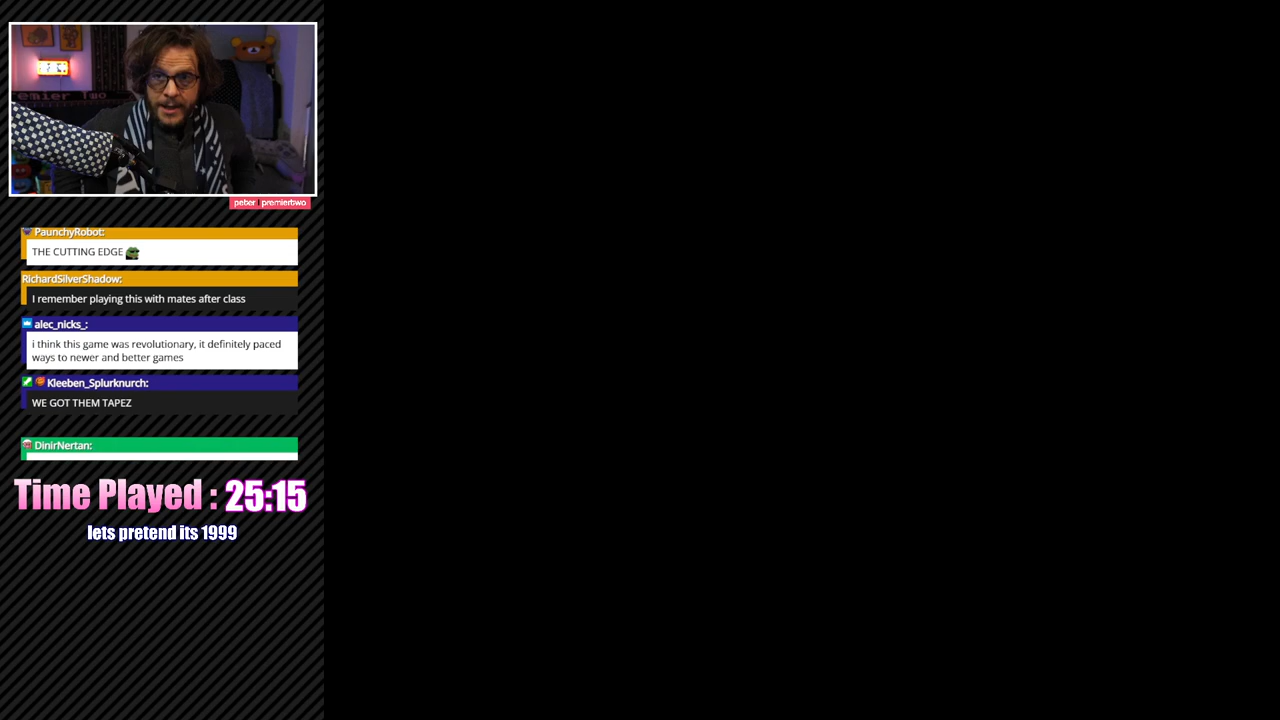 emier Two
peter | premiertwo
PaunchyRobot:
THE CUTTING EDGE
RichardSilverShadow:
I remember playing this with mates after class
alec_nicks_:
i think this game was revolutionary, it definitely paced
ways to newer and better games
Kleeben_Splurknurch:
WE GOT THEM TAPEZ
DinirNertan:
Time Played : 25:15
lets pretend its 1999